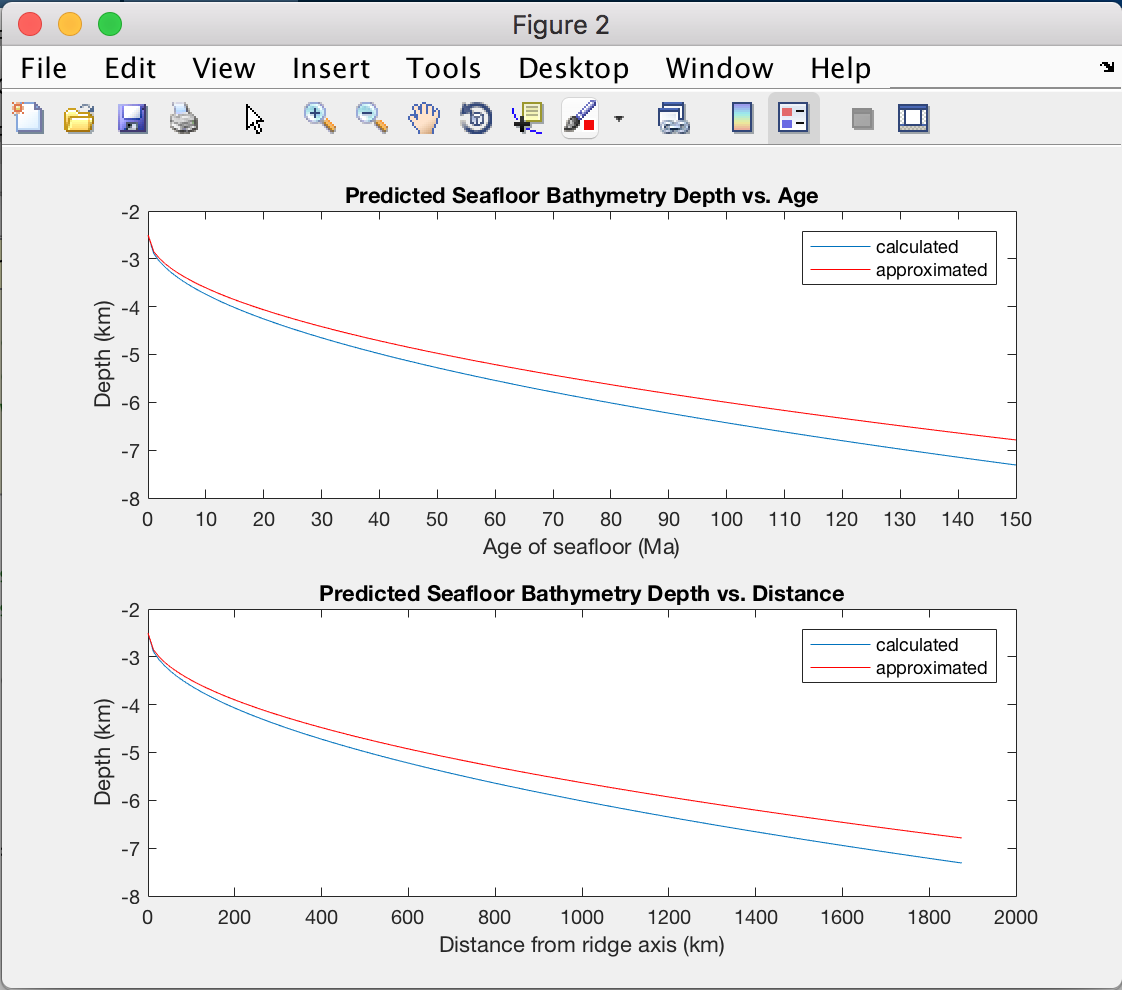 Figure 2
File Edit View Insert Tools Desktop Window Help
Predicted Seafloor Bathymetry Depth vs. Age
-2
-3
-4
-5
-6
-7
-8
Depth (km)
calculated
approximated
0 10 20 30 40 50 60 70 80 90 100 110 120 130 140 150
Age of seafloor (Ma)
Predicted Seafloor Bathymetry Depth vs. Distance
-2
-3
-4
-5
-6
-7
-8
Depth (km)
calculated
approximated
0 200 400 600 800 1000 1200 1400 1600 1800 2000
Distance from ridge axis (km)